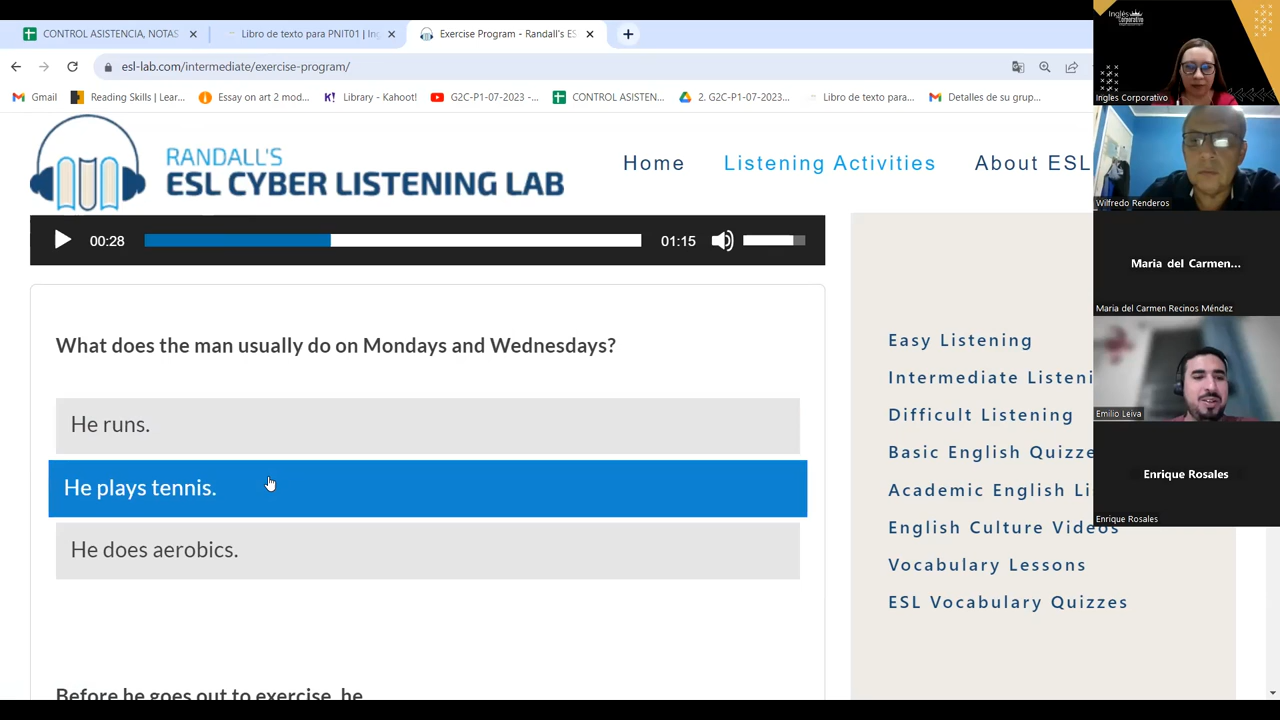 CONTROL ASISTENCIA, NOTAS
Libro de texto para PNIT01 | Ing
Exercise Program - Randall's ES
esl-lab.com/intermediate/exercise-program/
Gmail
Reading Skills | Lear...
Essay on art 2 mod...
Library - Kahoots
G2C-P1-07-2023 -...
CONTROL ASISTEN...
2. G2C-P1-07-2023...
Libro de texto para...
Detalles de su grup...
RANDALL'S
ESL CYBER LISTENING LAB
Home
Listening Activities
About ESL
00:28
01:15
What does the man usually do on Mondays and Wednesdays?
He runs.
He plays tennis.
He does aerobics.
Before he goes out to exercise, he
Easy Listening
Intermediate Listeni
Difficult Listening
Basic English Quizze
Academic English Li
English Culture Videos
Vocabulary Lessons
ESL Vocabulary Quizzes
Inglés
Corporativo
Ingles Corporativo
Wilfredo Renderos
Maria del Carmen...
Maria del Carmen Recinos Méndez
Emilio Leiva
Enrique Rosales
Enrique Rosales